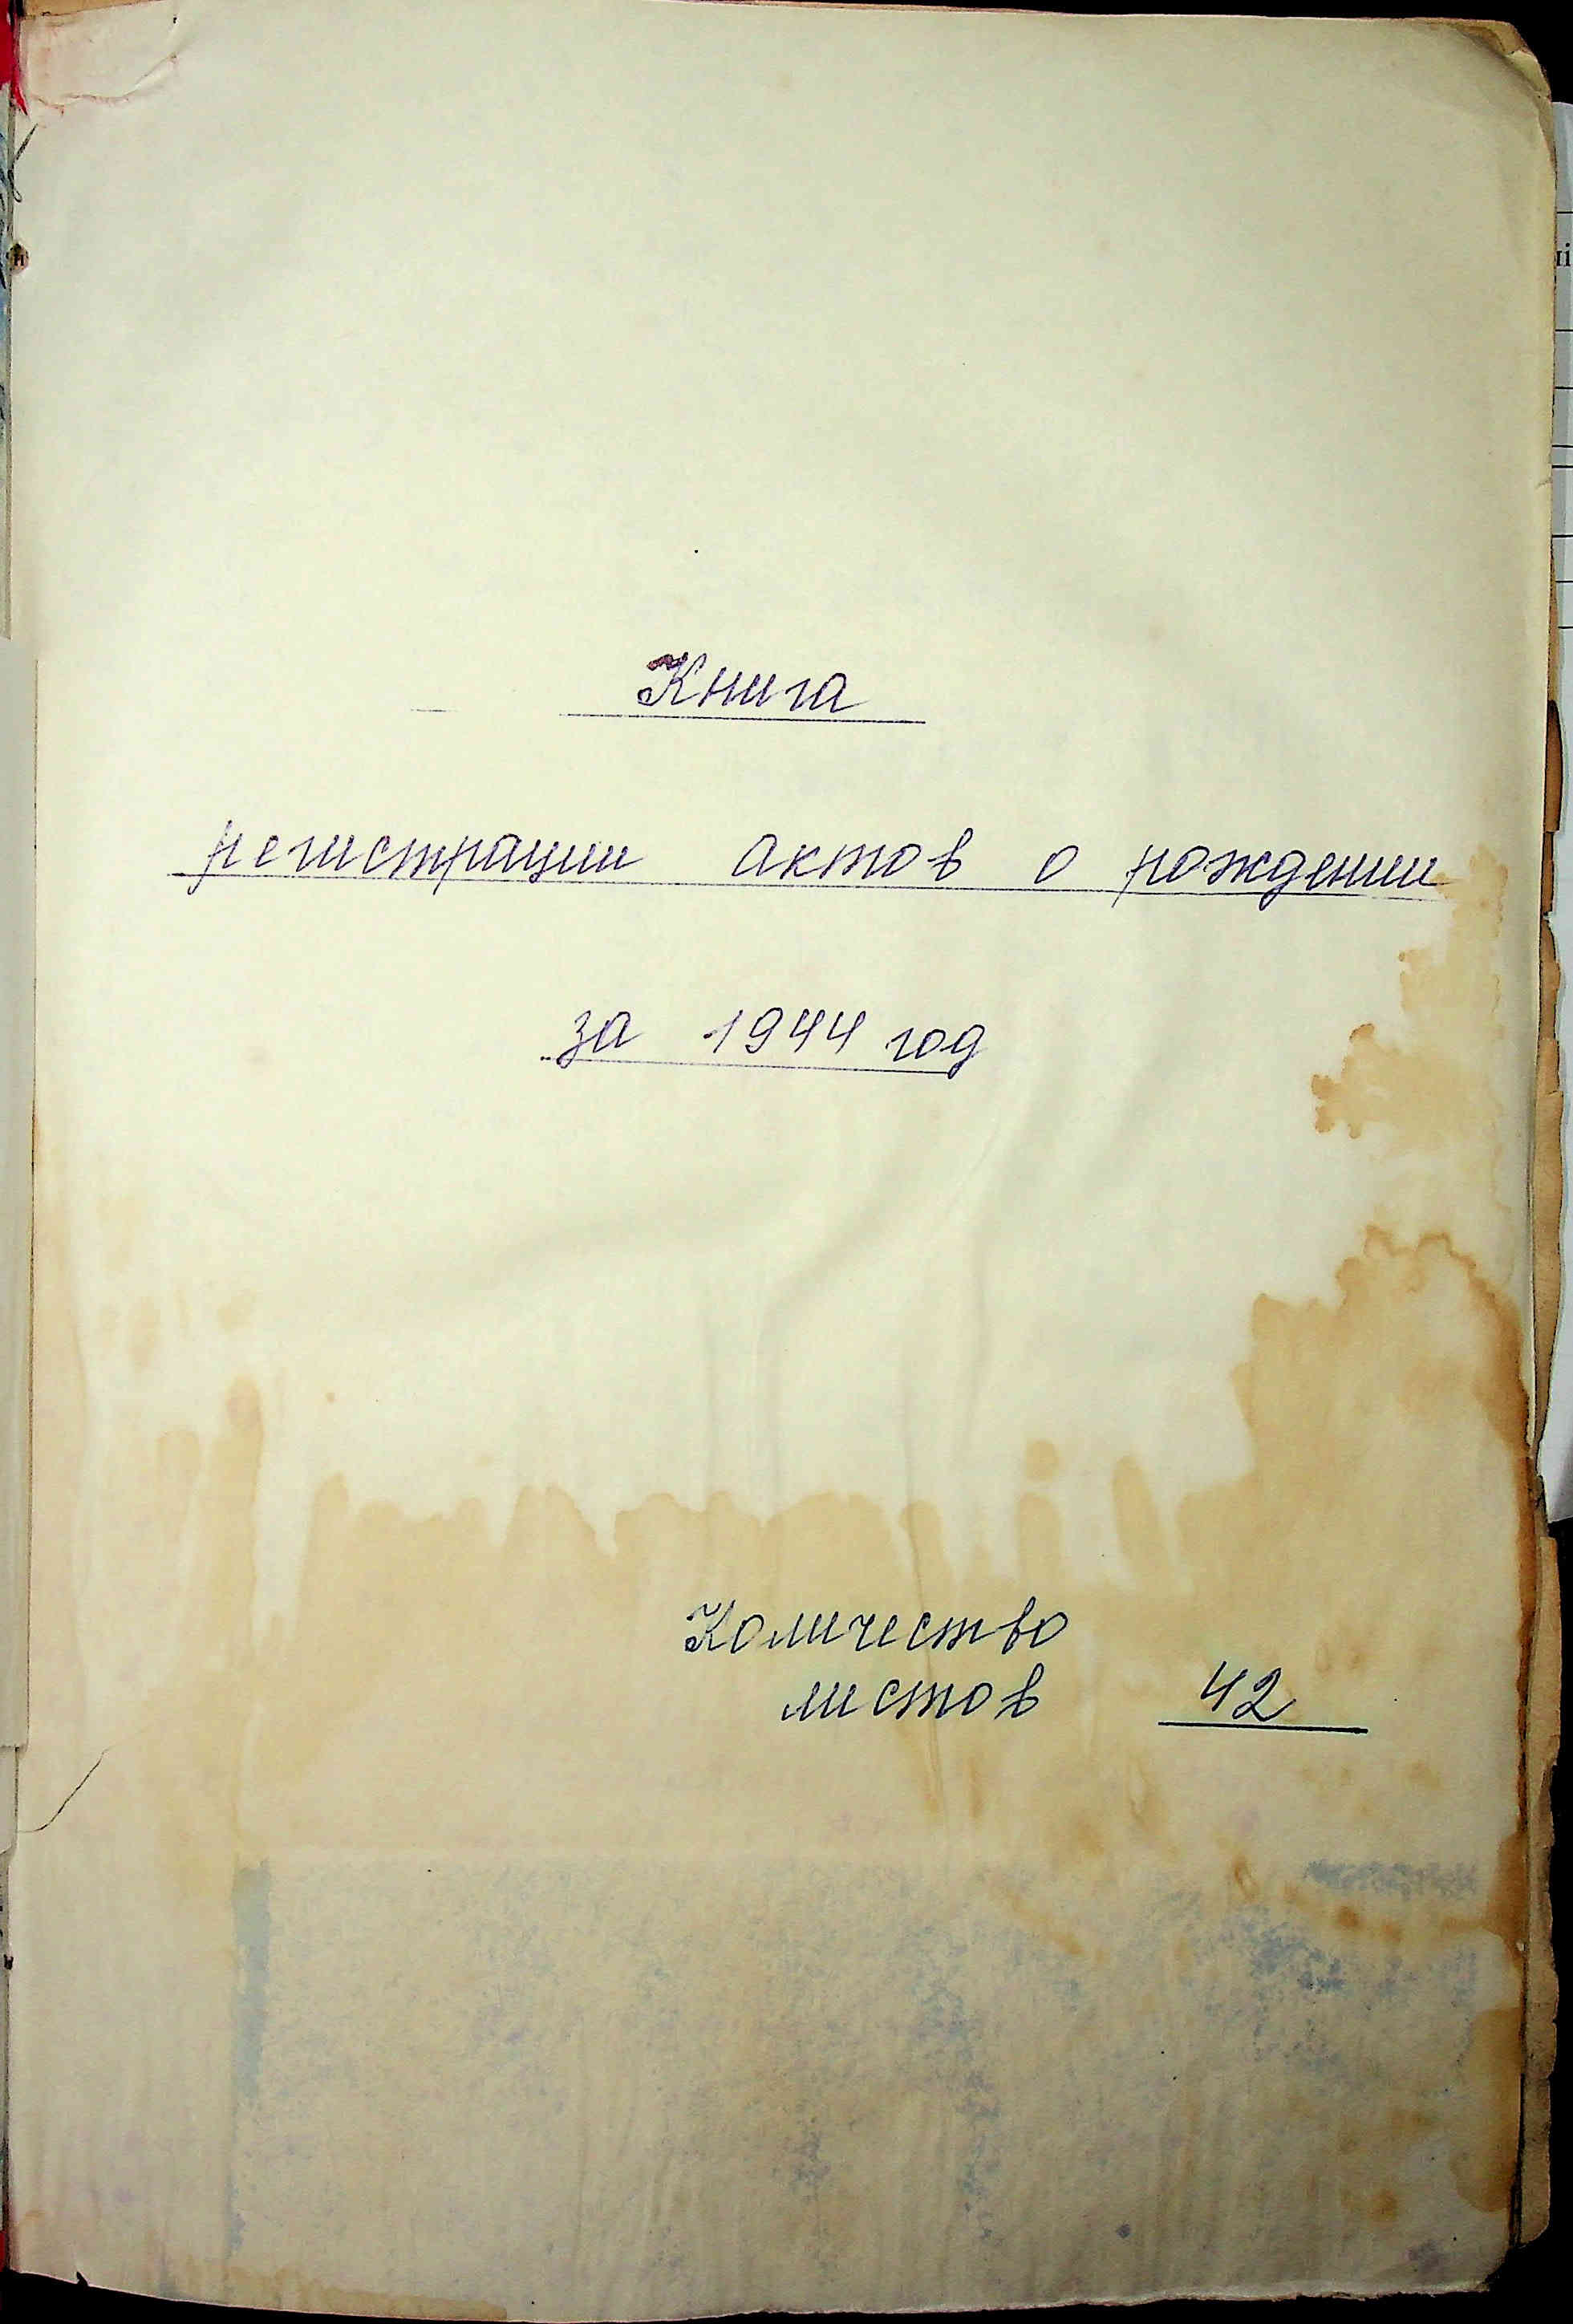 Книга
регистрации актов о рождении
за 1944 год
Количество
листов 42